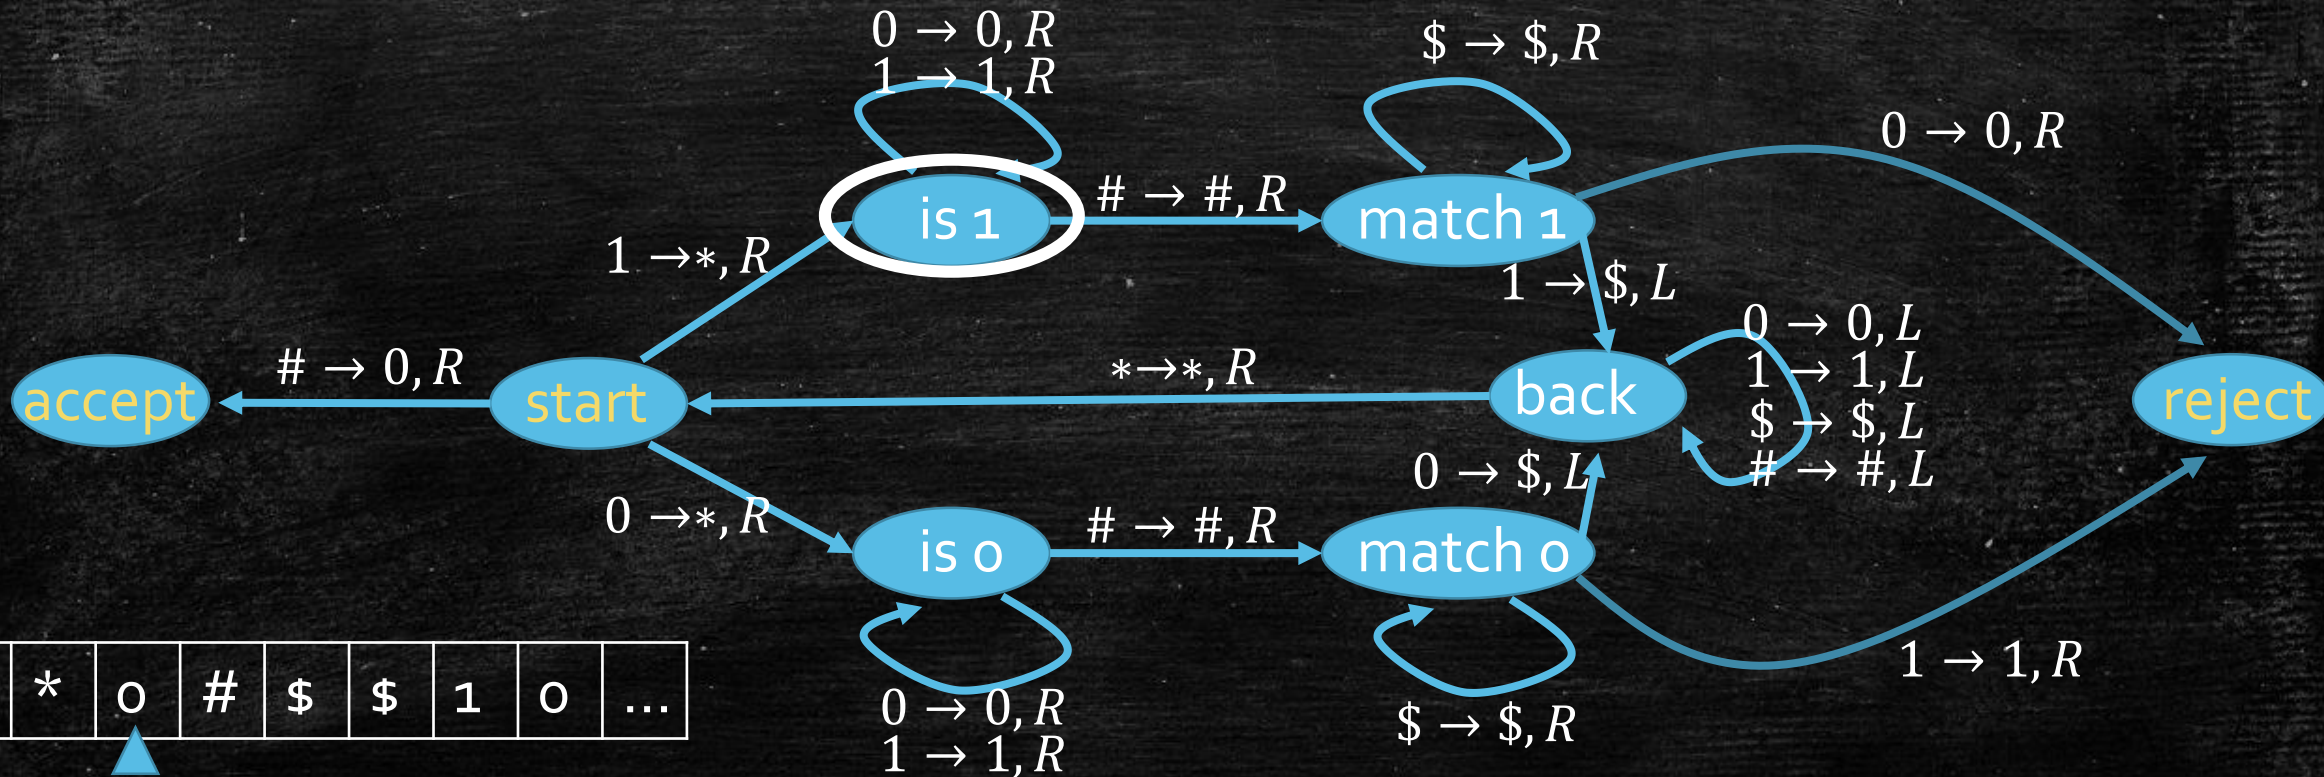 0 → 0, R
1 → 1, R
$ → $, R
0 → 0, R
is 1
# → #, R
match 1
1 →*, R
1 → $, L
0 → 0, L
1 → 1, L
$ → $, L
# → #, L
accept
# → 0, R
start
*→*, R
back
reject
0 → $, L
0 →*, R
is 0
# → #, R
match 0
1 → 1, R
* 0 # $ $ 1 0 ...
0 → 0, R
1 → 1, R
$ → $, R